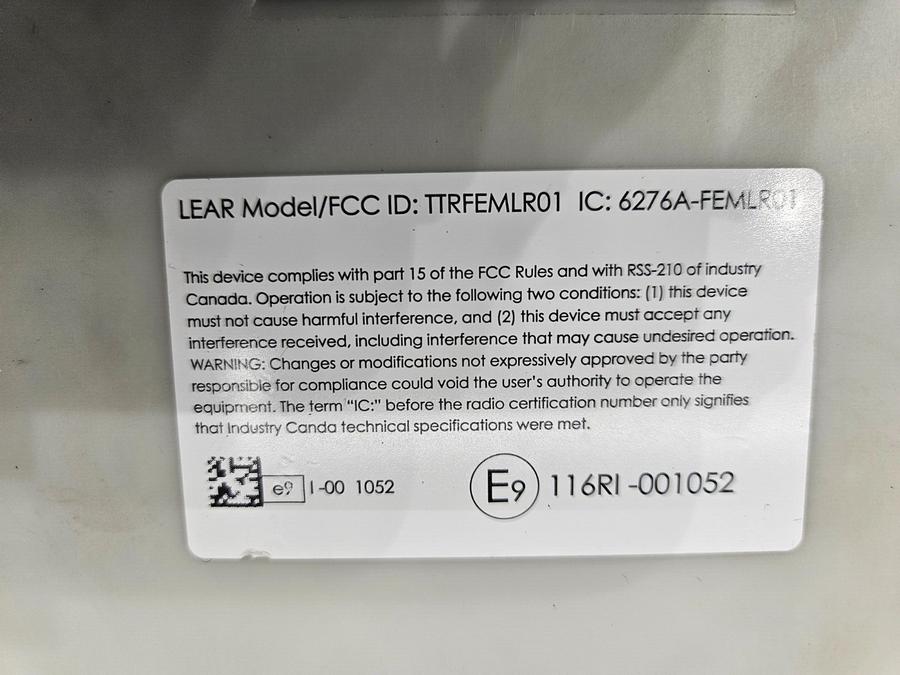 LEAR Model/FCC ID: TTRFEMLR01 IC: 6276A-FEMLR01
This device complies with part 15 of the FCC Rules and with RSS-210 of industry
Canada. Operation is subject to the following two conditions: (1) this device
must not cause harmful interference, and (2) this device must accept any
interference received, including interference that may cause undesired operation.
WARNING: Changes or modifications not expressively approved by the party
responsible for compliance could void the user's authority to operate the
equipment. The term "IC:" before the radio certification number only signifies
that Industry Canda technical specifications were met.
e9 I-00 1052 E9 116RI -001052